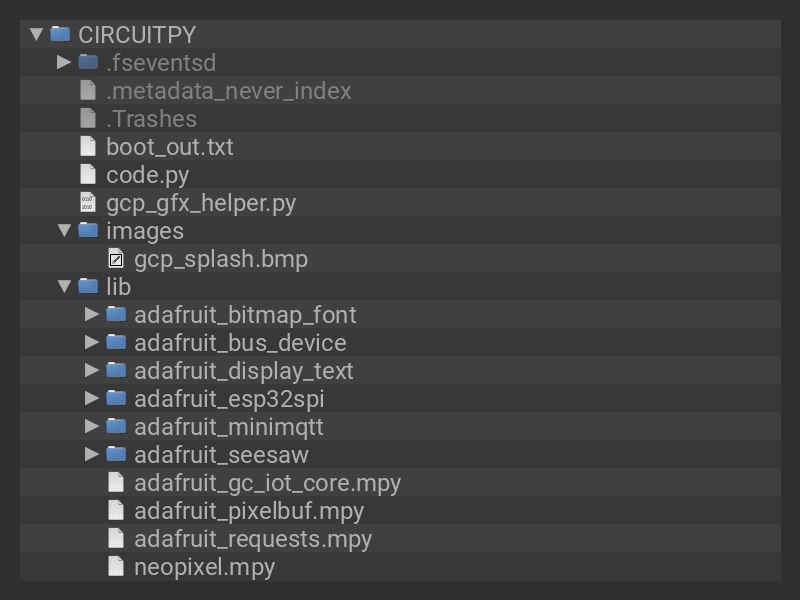 CIRCUITPY
.fseventsd
.metadata_never_index
.Trashes
boot_out.txt
code.py
gcp_gfx_helper.py
images
gcp_splash.bmp
lib
adafruit_bitmap_font
adafruit_bus_device
adafruit_display_text
adafruit_esp32spi
adafruit_minimqtt
adafruit_seesaw
adafruit_gc_iot_core.mpy
adafruit_pixelbuf.mpy
adafruit_requests.mpy
neopixel.mpy